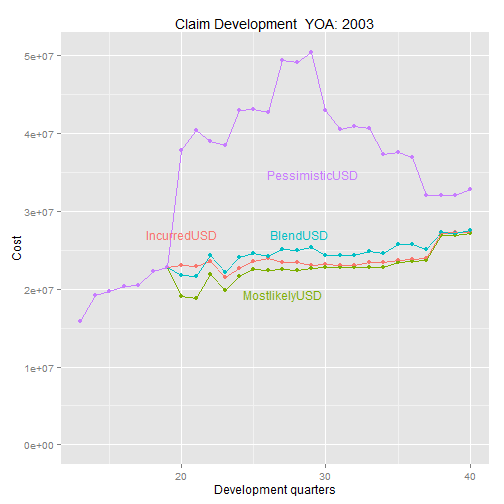 Claim Development YOA: 2003
5e+07
4e+07
3e+07
2e+07
1e+07
0e+00
Cost
PessimisticUSD
IncurredUSD
BlendUSD
MostlikelyUSD
20
30
40
Development quarters